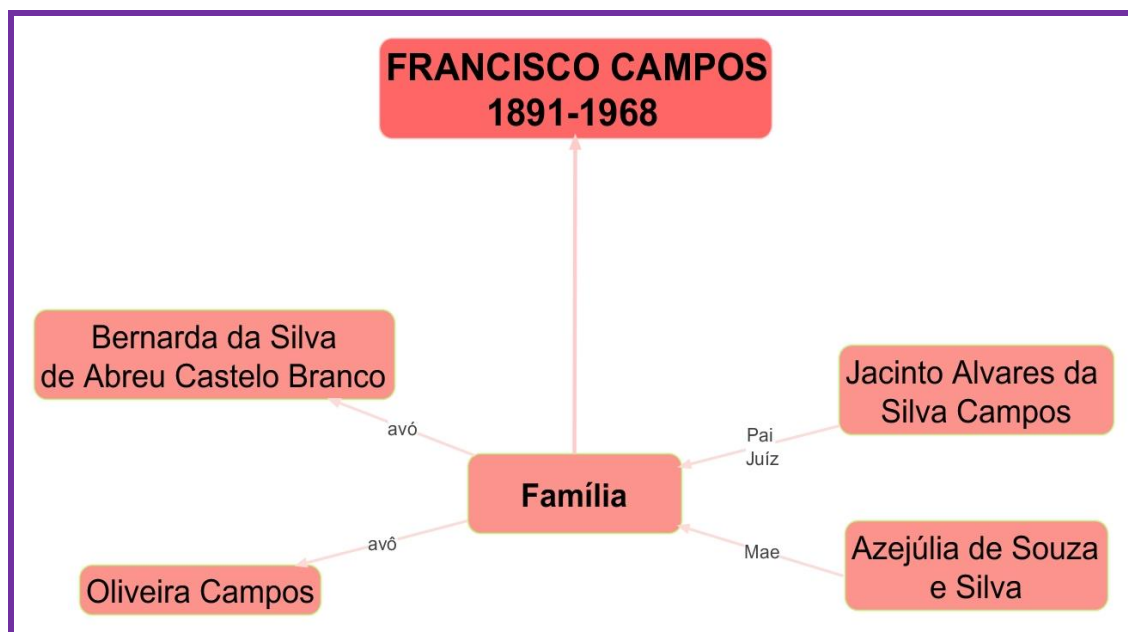 FRANCISCO CAMPOS
1891-1968
Bernarda da Silva
de Abreu Castelo Branco
Jacinto Alvares da
Silva Campos
avó
Pai
Juíz
Família
avô
Mae
Azejúlia de Souza
e Silva
Oliveira Campos